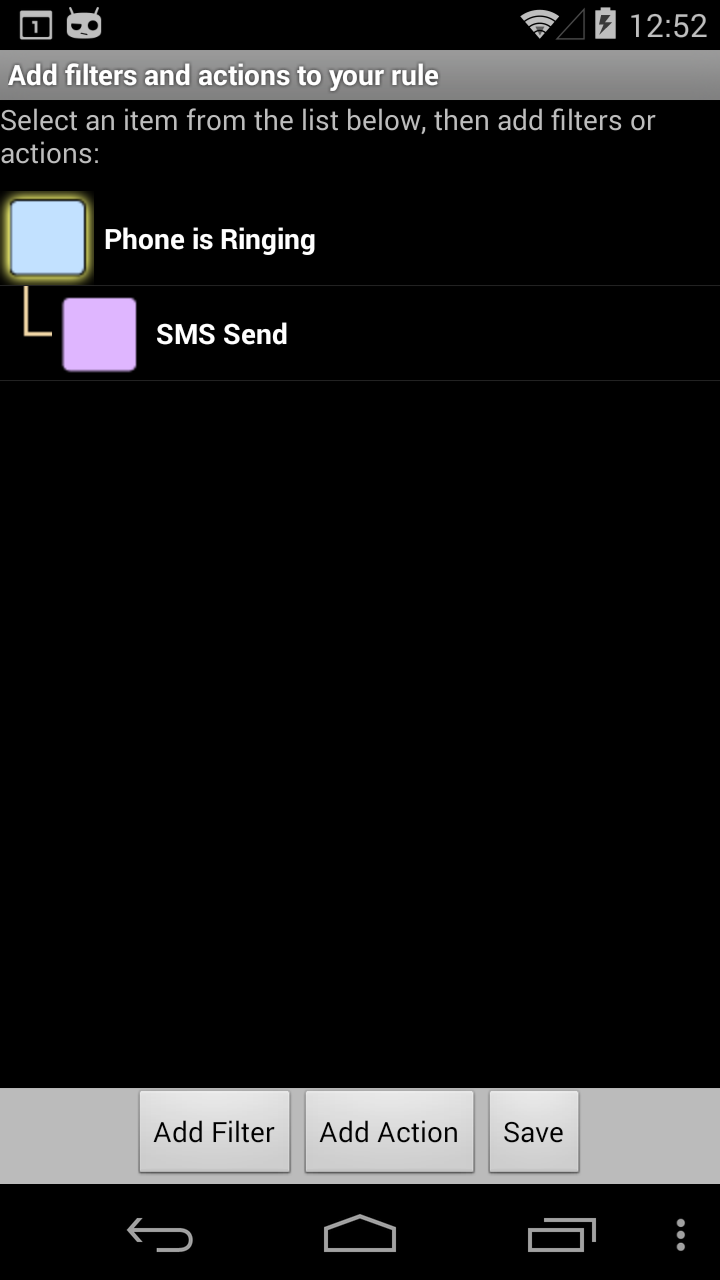 1
12:52
Add filters and actions to your rule
Select an item from the list below, then add filters or
actions:
Phone is Ringing
SMS Send
Add Filter
Add Action
Save